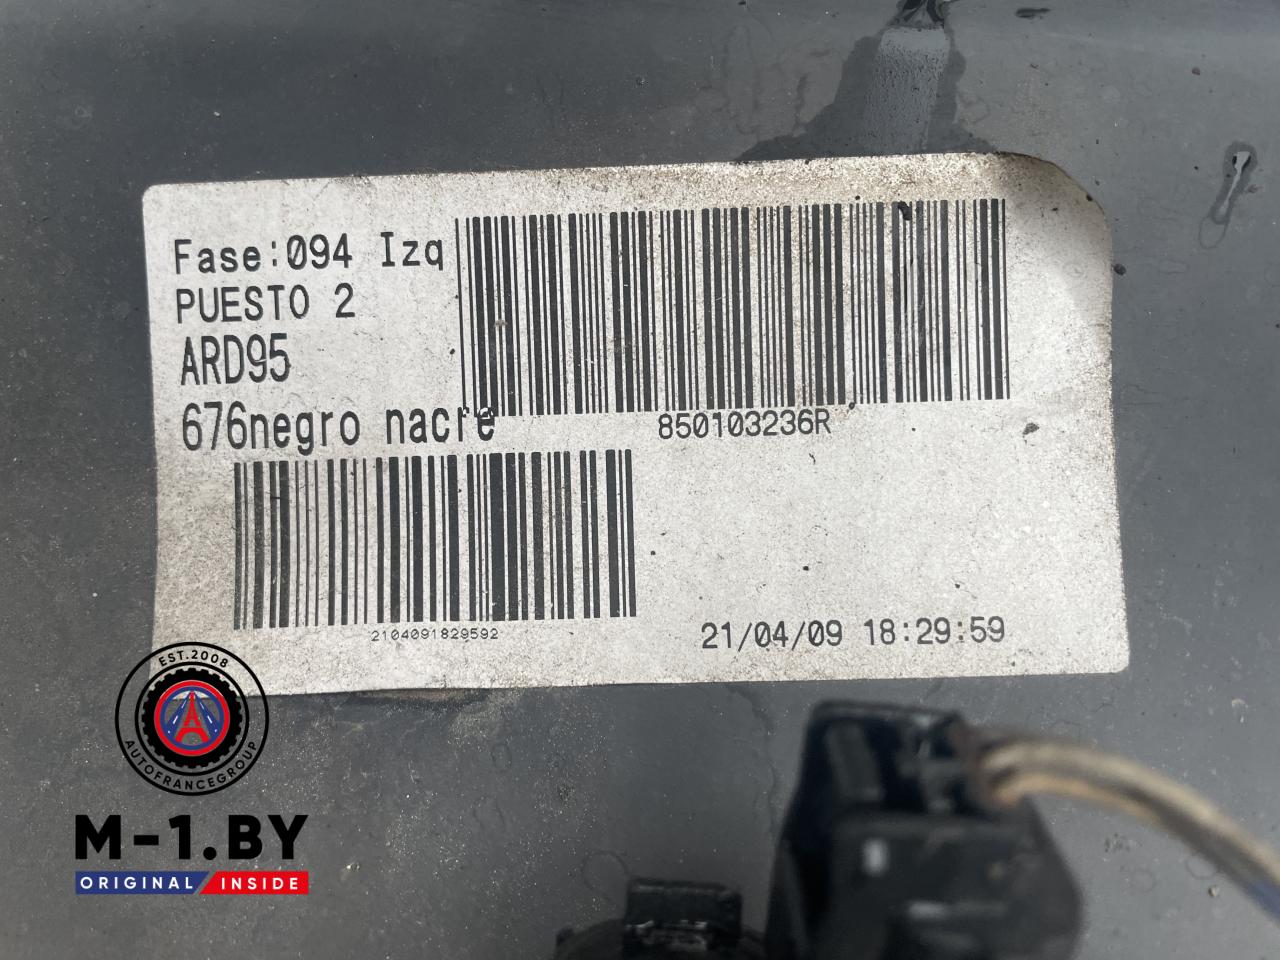 Fase:094 Izq
PUESTO 2
ARD95
676negro nacre
850103236R
2104091829592
21/04/09 18:29:59
EST.2008
AUTOFRANCEGROUP
M-1.BY
ORIGINAL INSIDE